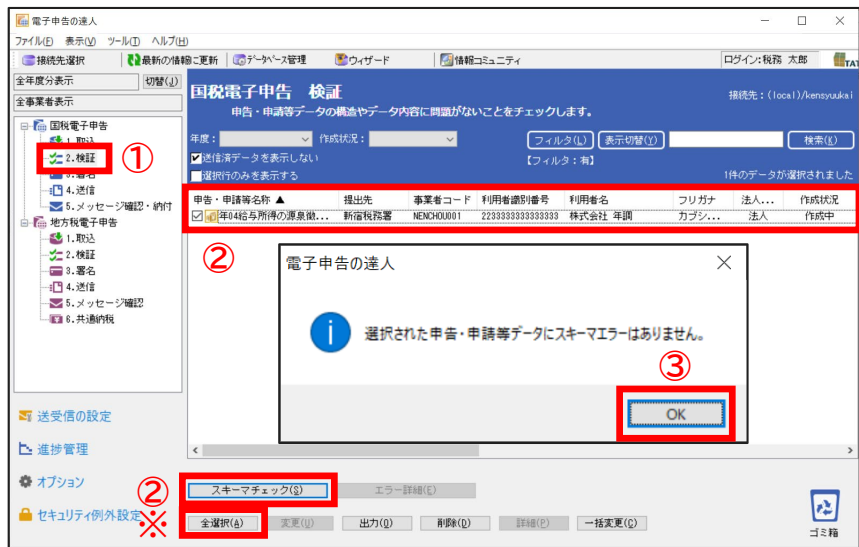 電子申告の達人
ファイル(F) 表示(V) ツール(T) ヘルプ(H)
接続先選択 最新の情報に更新 データベース管理 ウィザード 情報コミュニティ ログイン:税務 太郎
全年度分表示 切替(J)
全事業者表示
国税電子申告
1.取込
2.検証
①
3.署名
4.送信
5.メッセージ確認・納付
地方税電子申告
1.取込
2.検証
3.署名
4.送信
5.メッセージ確認
6.共通納税
送受信の設定
進捗管理
オプション
セキュリティ例外設定
国税電子申告 検証
接続先:(local)/kensyuukai
申告・申請等データの構造やデータ内容に問題がないことをチェックします。
年度: 作成状況: フィルタ(L) 表示切替(Y) 検索(K)
送信済データを表示しない 【フィルタ:有】
選択行のみを表示する 1件のデータが選択されました
申告・申請等名称 ▲ 提出先 事業者コード 利用者識別番号 利用者名 フリガナ 法人... 作成状況
年04給与所得の源泉徴... 新宿税務署 NENCHOU001 2233333333333333 株式会社 年調 カブシ... 法人 作成中
②
電子申告の達人
選択された申告・申請等データにスキーマエラーはありません。
③
OK
②
スキーマチェック(S) エラー詳細(E)
※
全選択(A) 変更(U) 出力(O) 削除(D) 詳細(P) 一括変更(C)
ゴミ箱